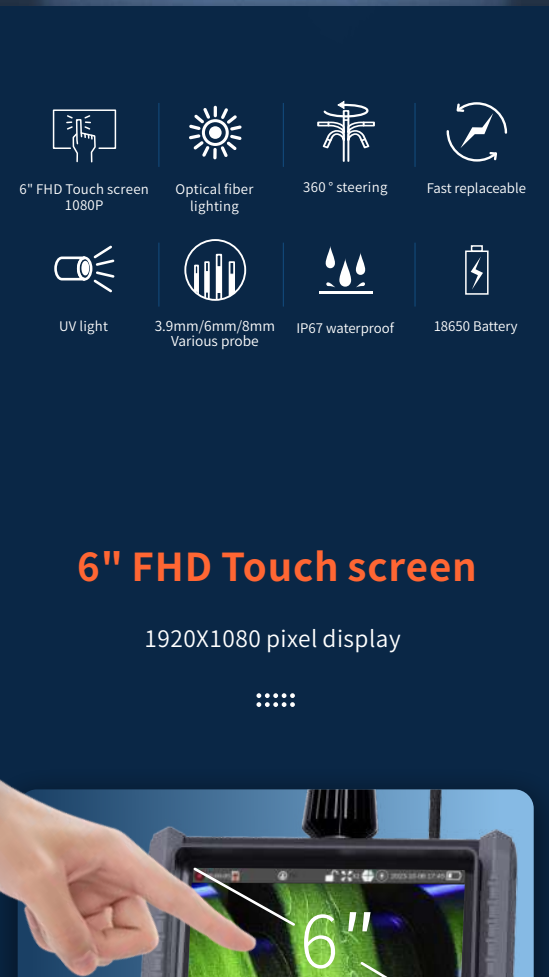 6" FHD Touch screen
1080P
Optical fiber
lighting
360° steering
Fast replaceable
UV light
3.9mm/6mm/8mm
Various probe
IP67 waterproof
18650 Battery
6" FHD Touch screen
1920X1080 pixel display
6"